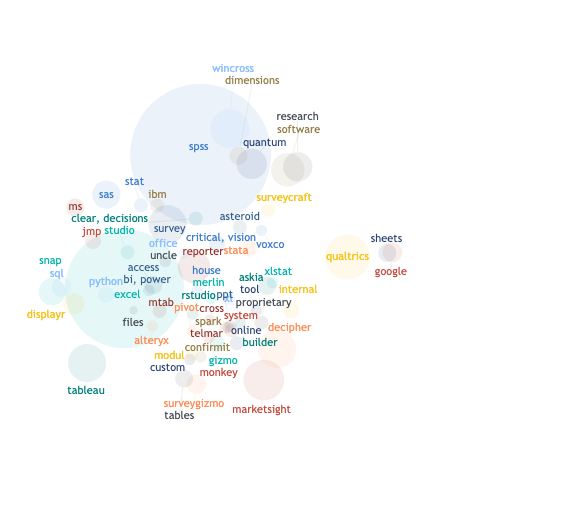 wincross
dimensions
research
software
quantum
spss
stat
sas
ibm
surveycraft
ms
clear, decisions
asteroid
jmp studio
survey
critical, vision
office
voxco
uncle
reporter stata
sheets
qualtrics
snap
access
house
google
sql
python
bi, power
merlin
askia
xlstat
excel
rstudio ppt
tool
internal
displayr
mtab
pivot
cross
proprietary
files
spark
system
telmar
online
decipher
alteryx
confirmit
builder
modul
gizmo
custom
monkey
tableau
surveygizmo
marketsight
tables